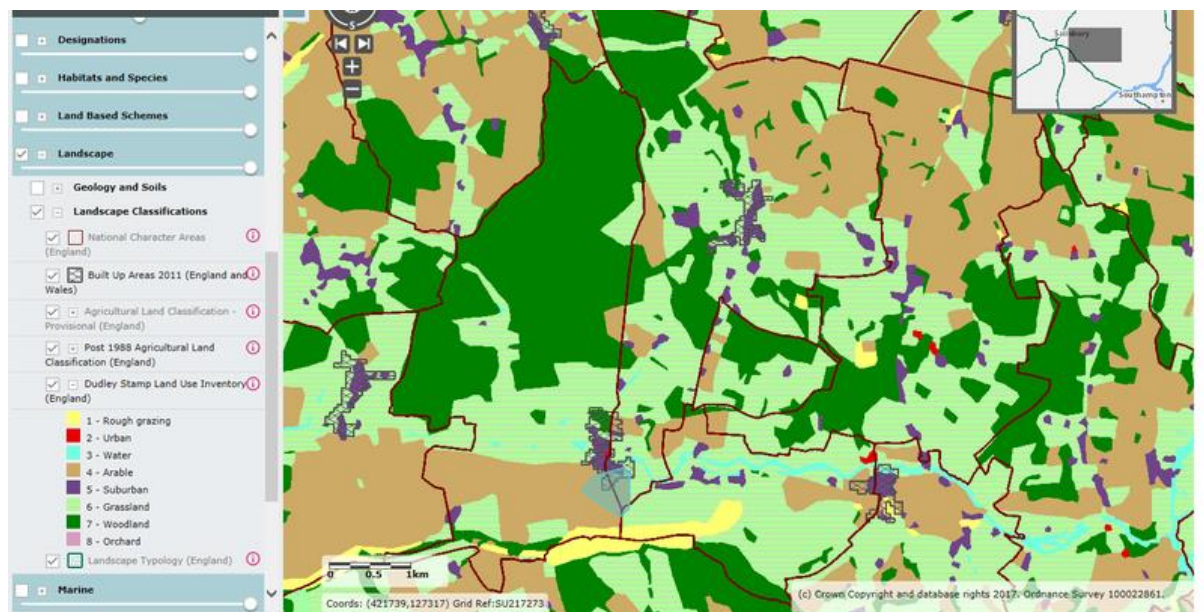 Designations
Habitats and Species
Land Based Schemes
Landscape
Geology and Soils
Landscape Classifications
National Character Areas
(England)
Built Up Areas 2011 (England and
Wales)
Agricultural Land Classification -
Provisional (England)
Post 1988 Agricultural Land
Classification (England)
Dudley Stamp Land Use Inventory
(England)
1 - Rough grazing
2 - Urban
3 - Water
4 - Arable
5 - Suburban
6 - Grassland
7 - Woodland
8 - Orchard
Landscape Typology (England)
Marine
S
Southampton
0 0.5 1km
Coords: (421739,127317) Grid Ref:SU217273
(c) Crown Copyright and database rights 2017. Ordnance Survey 100022861.